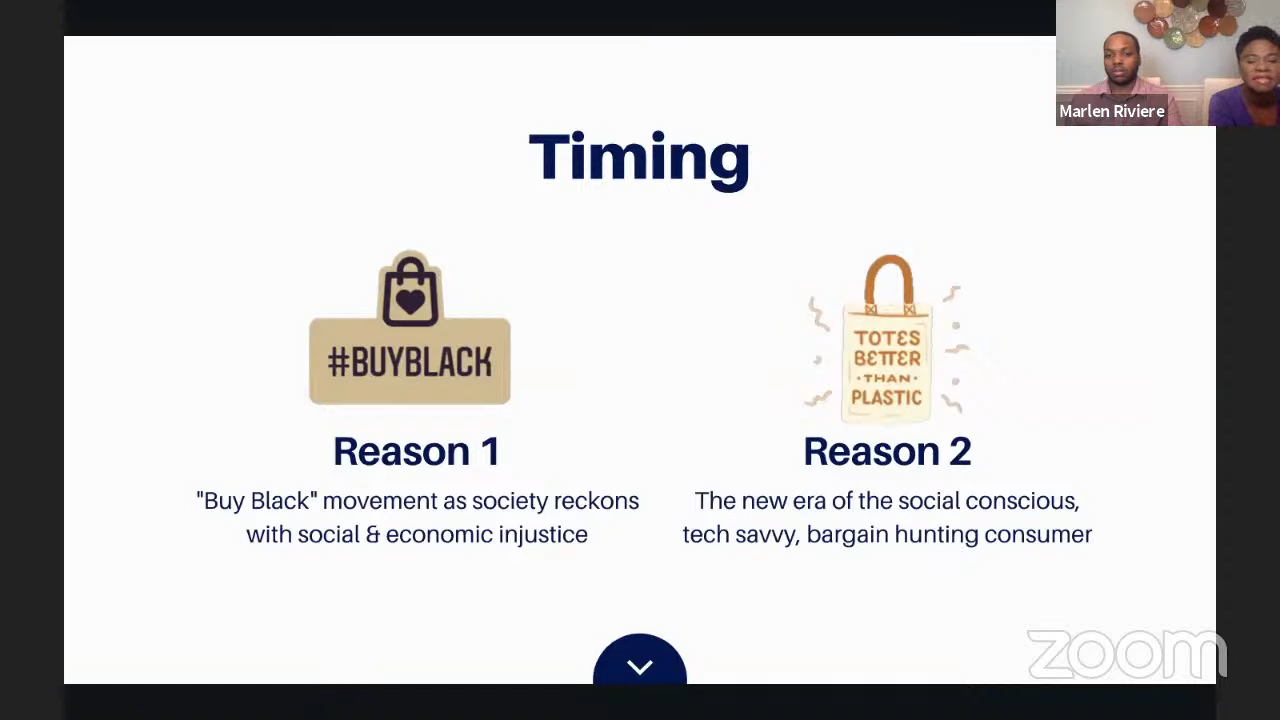 Marlen Riviere
Timing
#BUYBLACK
Reason 1
"Buy Black" movement as society reckons
with social & economic injustice
TOTES
BETTER
·THAN·
PLASTIC
Reason 2
The new era of the social conscious,
tech savvy, bargain hunting consumer
zoom